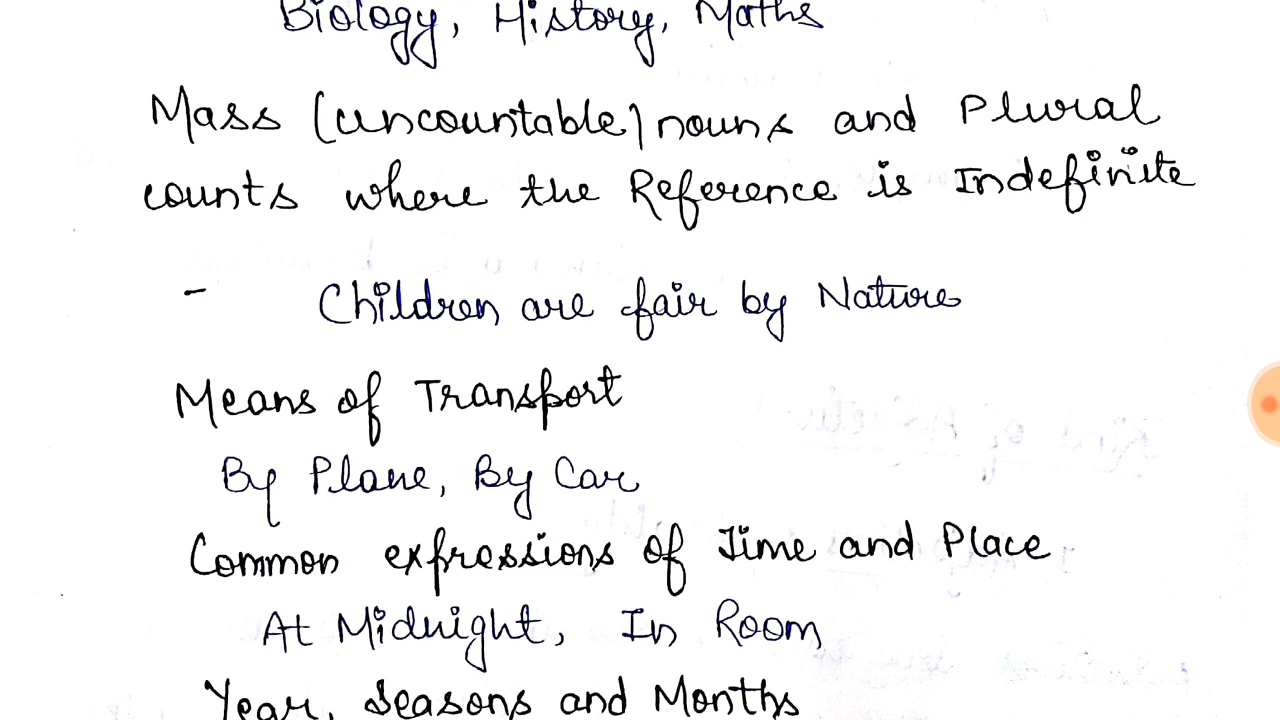 Biology, History, Maths
Mass (uncountable) nouns and Plural
counts where the Reference is Indefinite
- Children are fair by Nature
Means of Transport
By Plane, By Car
Common expressions of Time and Place
At Midnight, In Room
Year, Seasons and Months